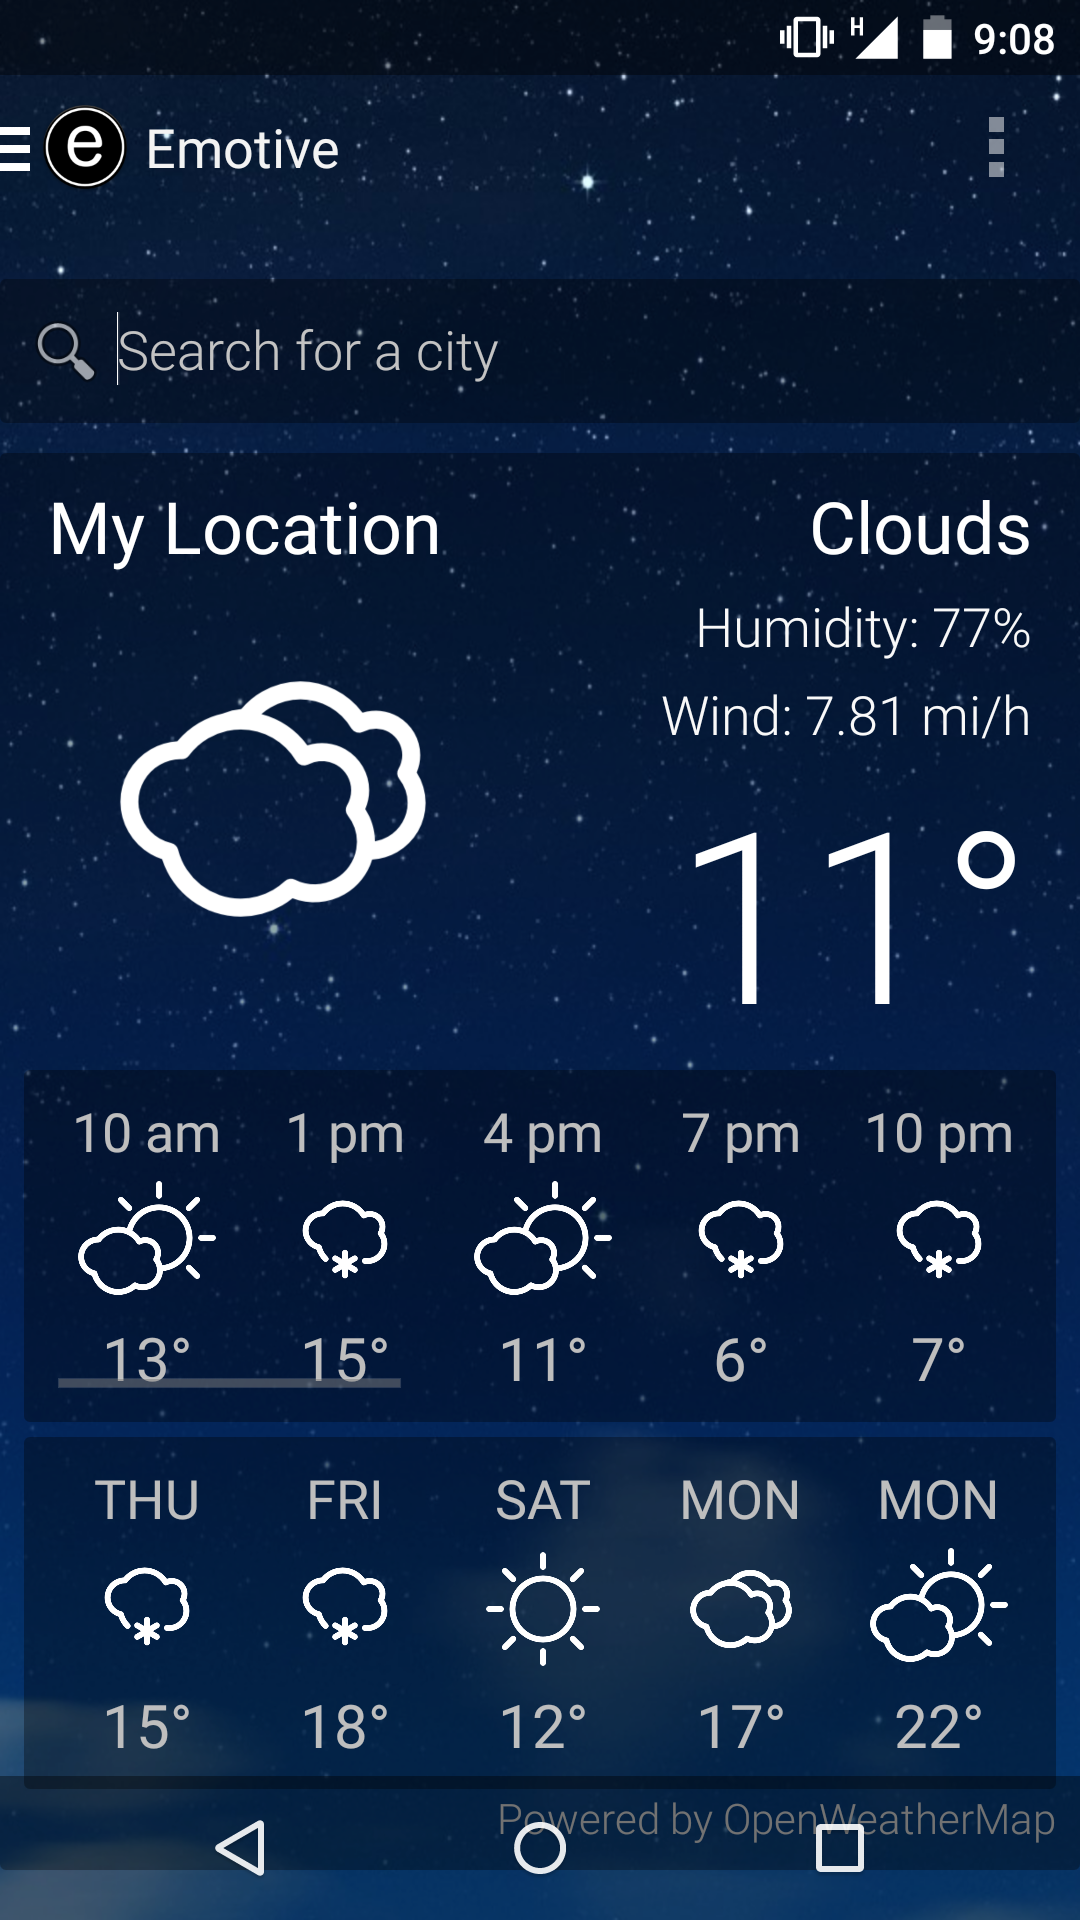 H 9:08
e Emotive
Search for a city
My Location Clouds
Humidity: 77%
Wind: 7.81 mi/h
11°
10 am 1 pm 4 pm 7 pm 10 pm
13° 15° 11° 6° 7°
THU FRI SAT MON MON
15° 18° 12° 17° 22°
Powered by OpenWeatherMap